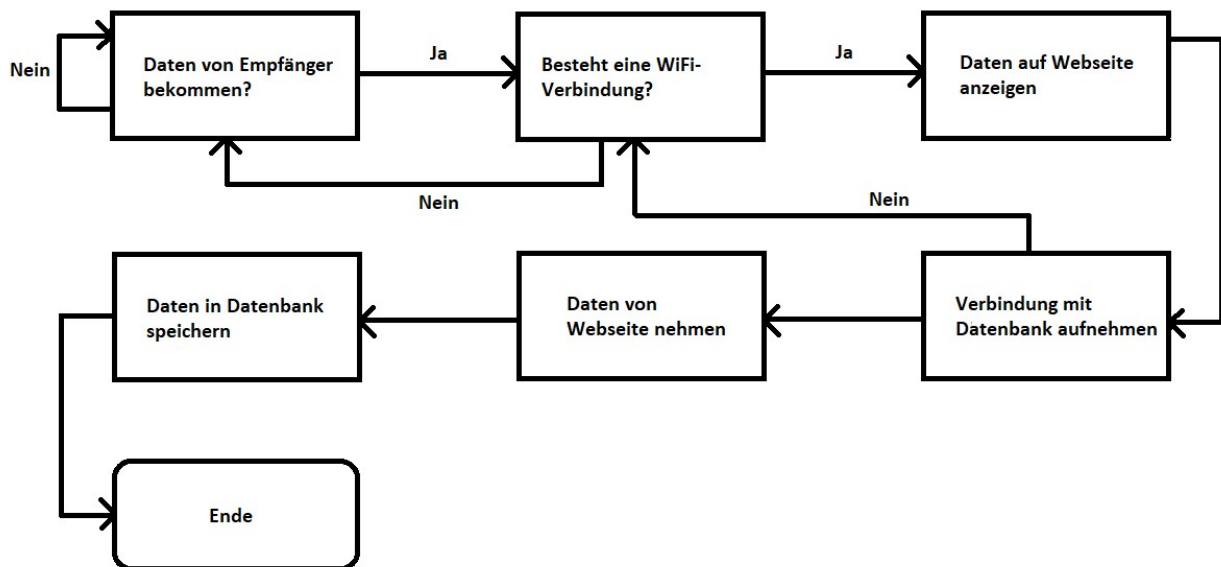 Nein
Daten von Empfänger
bekommen?
Ja
Besteht eine WiFi-
Verbindung?
Ja
Daten auf Webseite
anzeigen
Nein
Nein
Daten in Datenbank
speichern
Daten von
Webseite nehmen
Verbindung mit
Datenbank aufnehmen
Ende